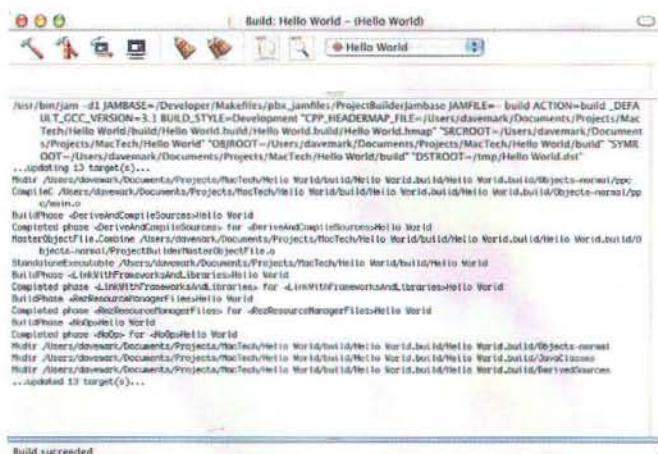 Build: Hello World – (Hello World)
Hello World
/usr/bin/jam -d1 JAMBASE=/Developer/Makefiles/pbx_jamfiles/ProjectBuilderJambase JAMFILE=- build ACTION=build _DEFA
ULT_GCC_VERSION=3.1 BUILD_STYLE=Development "CPP_HEADERMAP_FILE=/Users/davemark/Documents/Projects/Mac
Tech/Hello World/build/Hello World.build/Hello World.build/Hello World.hmap" "SRCROOT=/Users/davemark/Document
s/Projects/MacTech/Hello World" "OBJROOT=/Users/davemark/Documents/Projects/MacTech/Hello World/build" "SYMR
OOT=/Users/davemark/Documents/Projects/MacTech/Hello World/build" "DSTROOT=/tmp/Hello World.dst"
...updating 13 target(s)...
Mkdir /Users/davemark/Documents/Projects/MacTech/Hello World/build/Hello World.build/Hello World.build/Objects-normal/ppc
CompileC /Users/davemark/Documents/Projects/MacTech/Hello World/build/Hello World.build/Hello World.build/Objects-normal/pp
c/main.o
BuildPhase <DeriveAndCompileSources>Hello World
Completed phase <DeriveAndCompileSources> for <DeriveAndCompileSources>Hello World
MasterObjectFile.Combine /Users/davemark/Documents/Projects/MacTech/Hello World/build/Hello World.build/Hello World.build/O
bjects-normal/ProjectBuilderMasterObjectFile.o
StandaloneExecutable /Users/davemark/Documents/Projects/MacTech/Hello World/build/Hello World
BuildPhase <LinkWithFrameworksAndLibraries>Hello World
Completed phase <LinkWithFrameworksAndLibraries> for <LinkWithFrameworksAndLibraries>Hello World
BuildPhase <RezResourceManagerFiles>Hello World
Completed phase <RezResourceManagerFiles> for <RezResourceManagerFiles>Hello World
BuildPhase <NoOp>Hello World
Completed phase <NoOp> for <NoOp>Hello World
Mkdir /Users/davemark/Documents/Projects/MacTech/Hello World/build/Hello World.build/Hello World.build/Objects-normal
Mkdir /Users/davemark/Documents/Projects/MacTech/Hello World/build/Hello World.build/Hello World.build/JavaClasses
Mkdir /Users/davemark/Documents/Projects/MacTech/Hello World/build/Hello World.build/Hello World.build/DerivedSources
...updated 13 target(s)...
Build succeeded